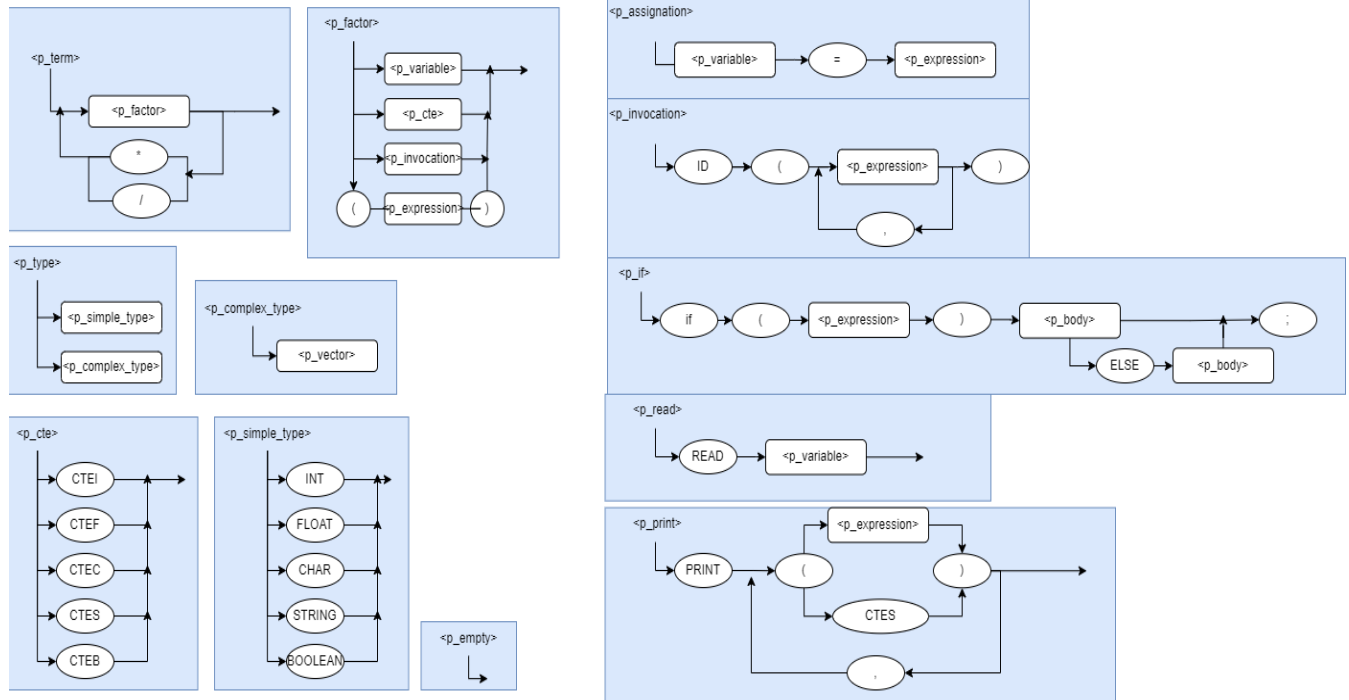 <p_term>
<p_factor>
*
/
<p_factor>
<p_variable>
<p_cte>
<p_invocation>
( <p_expression> )
<p_type>
<p_simple_type>
<p_complex_type>
<p_complex_type>
<p_vector>
<p_cte>
CTEI
CTEF
CTEC
CTES
CTEB
<p_simple_type>
INT
FLOAT
CHAR
STRING
BOOLEAN
<p_empty>
<p_assignation>
<p_variable> = <p_expression>
<p_invocation>
ID ( <p_expression> )
,
<p_if>
if ( <p_expression> ) <p_body> ;
ELSE <p_body>
<p_read>
READ <p_variable>
<p_print>
<p_expression>
PRINT ( )
CTES
,